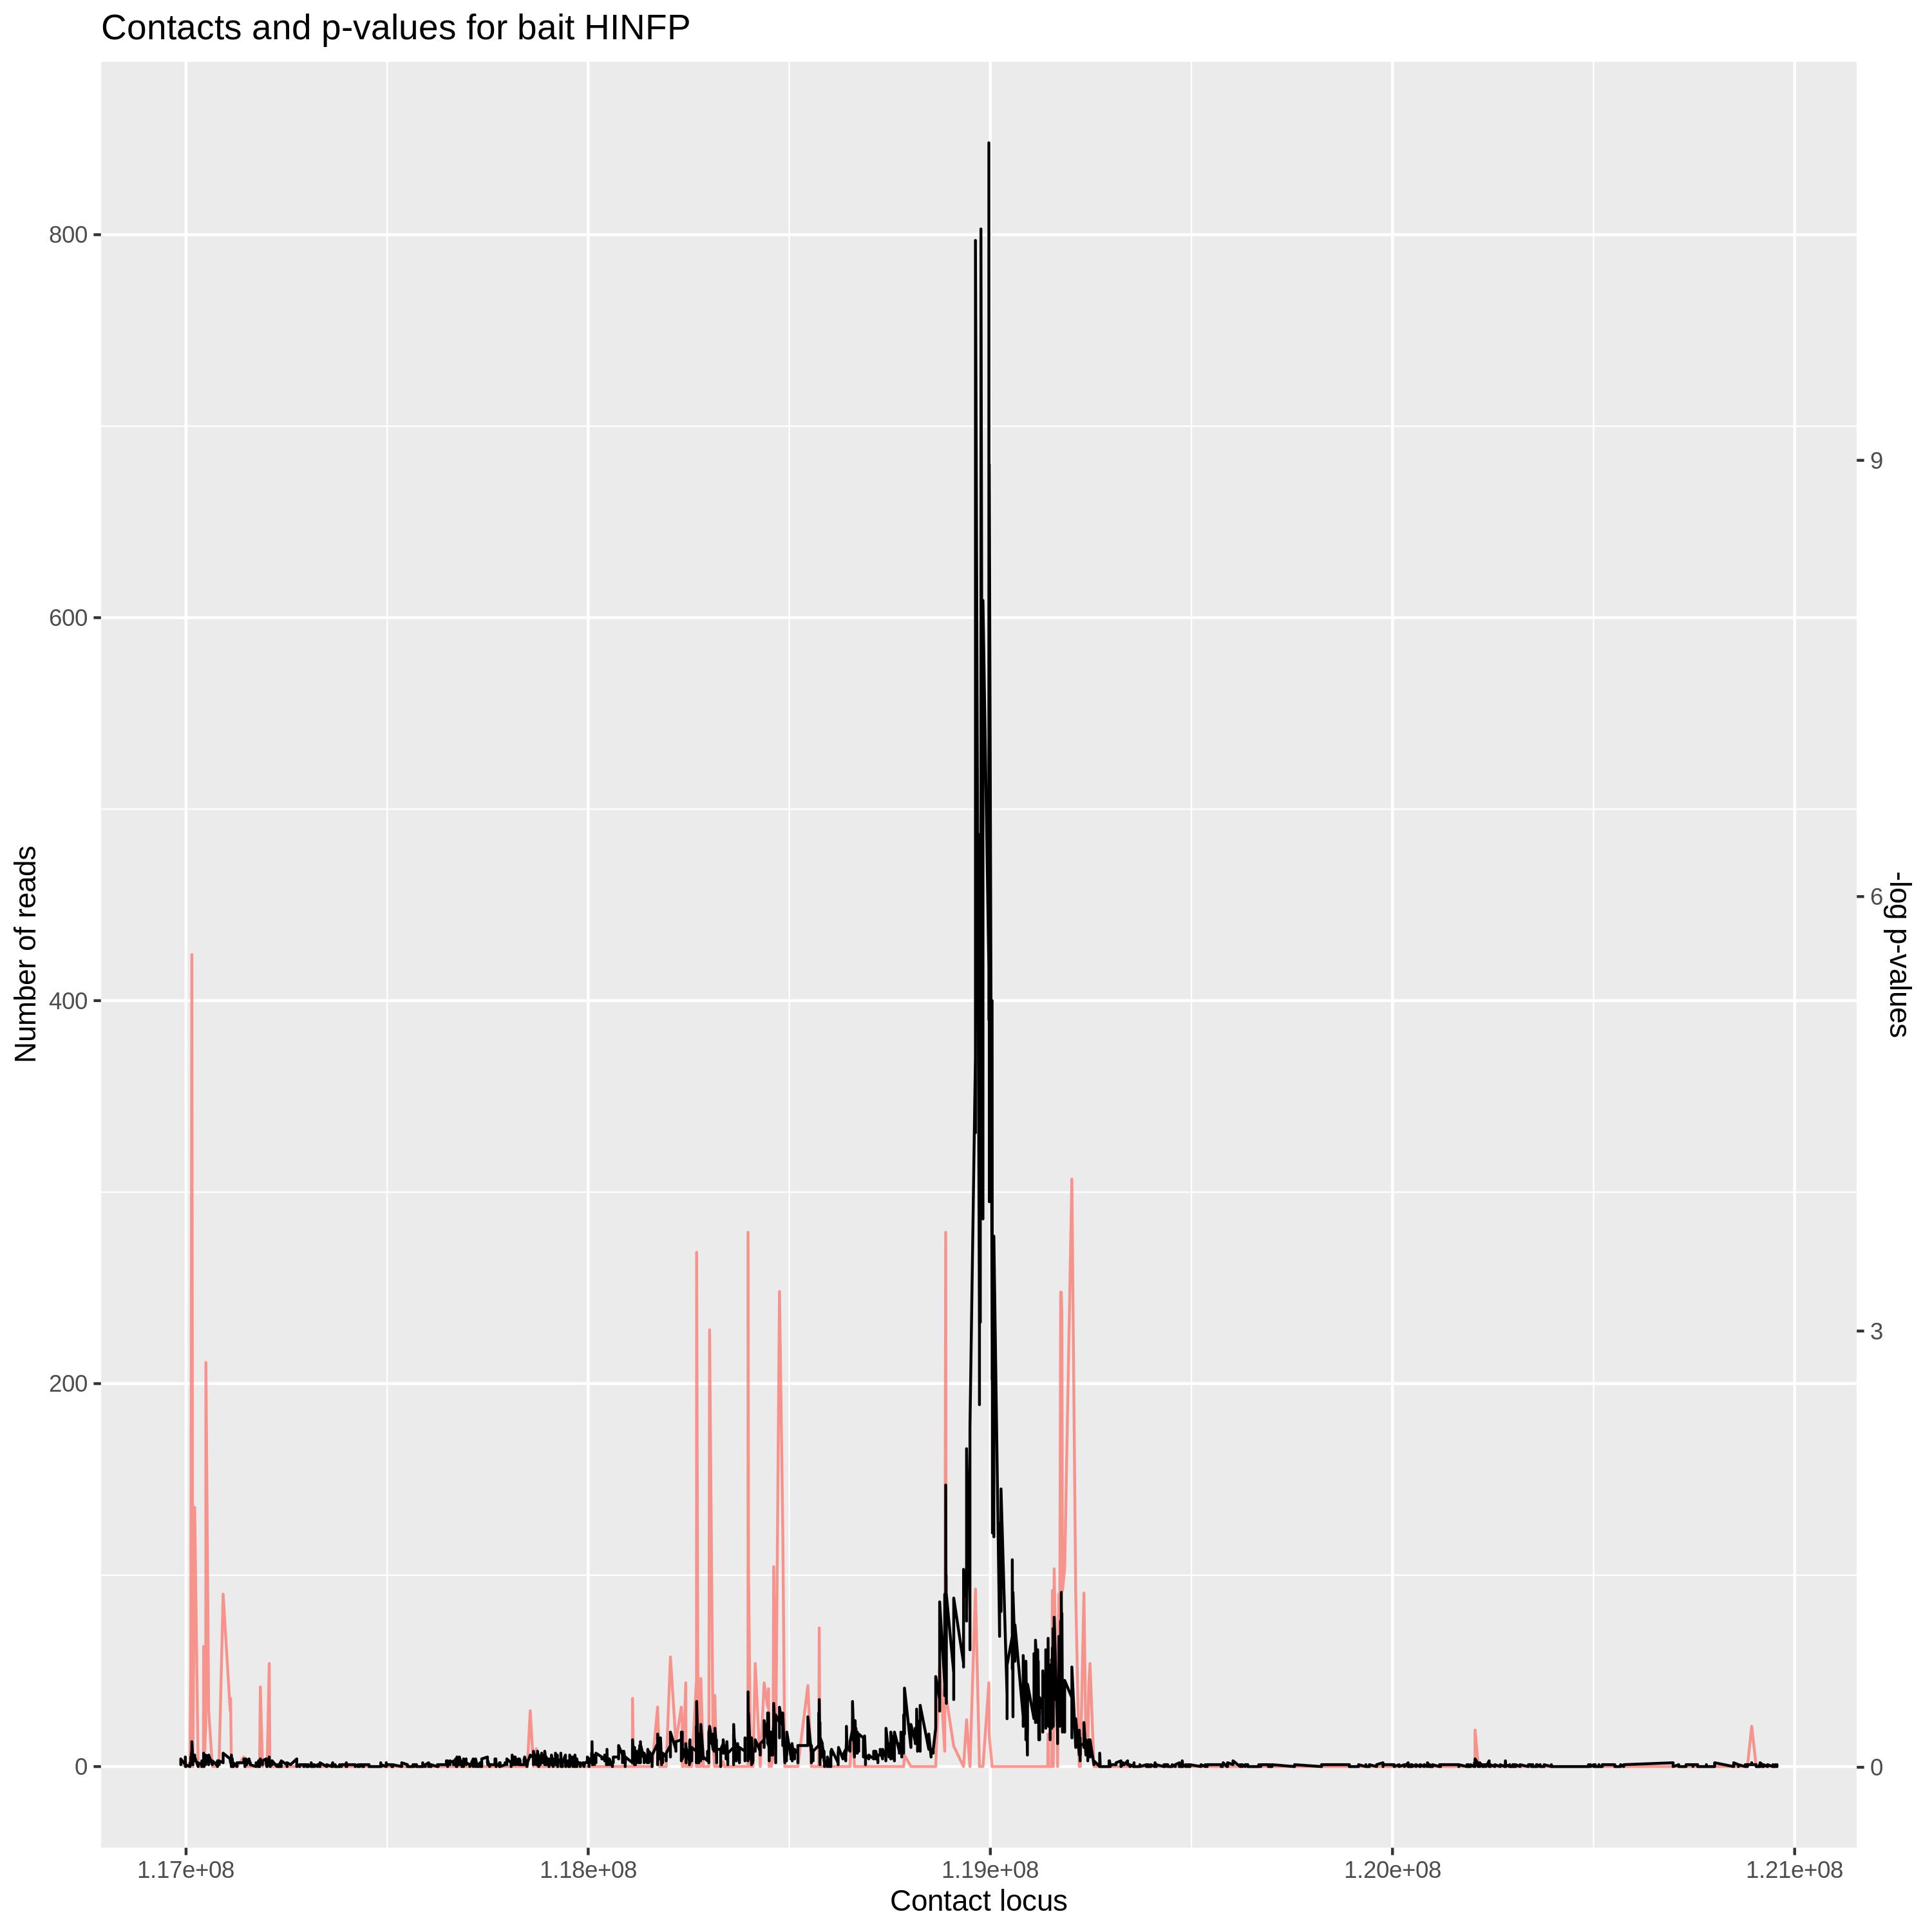 Contacts and p-values for bait HINFP
800
600
400
200
0
Number of reads
9
6
3
0
-log p-values
1.17e+08
1.18e+08
1.19e+08
1.20e+08
1.21e+08
Contact locus